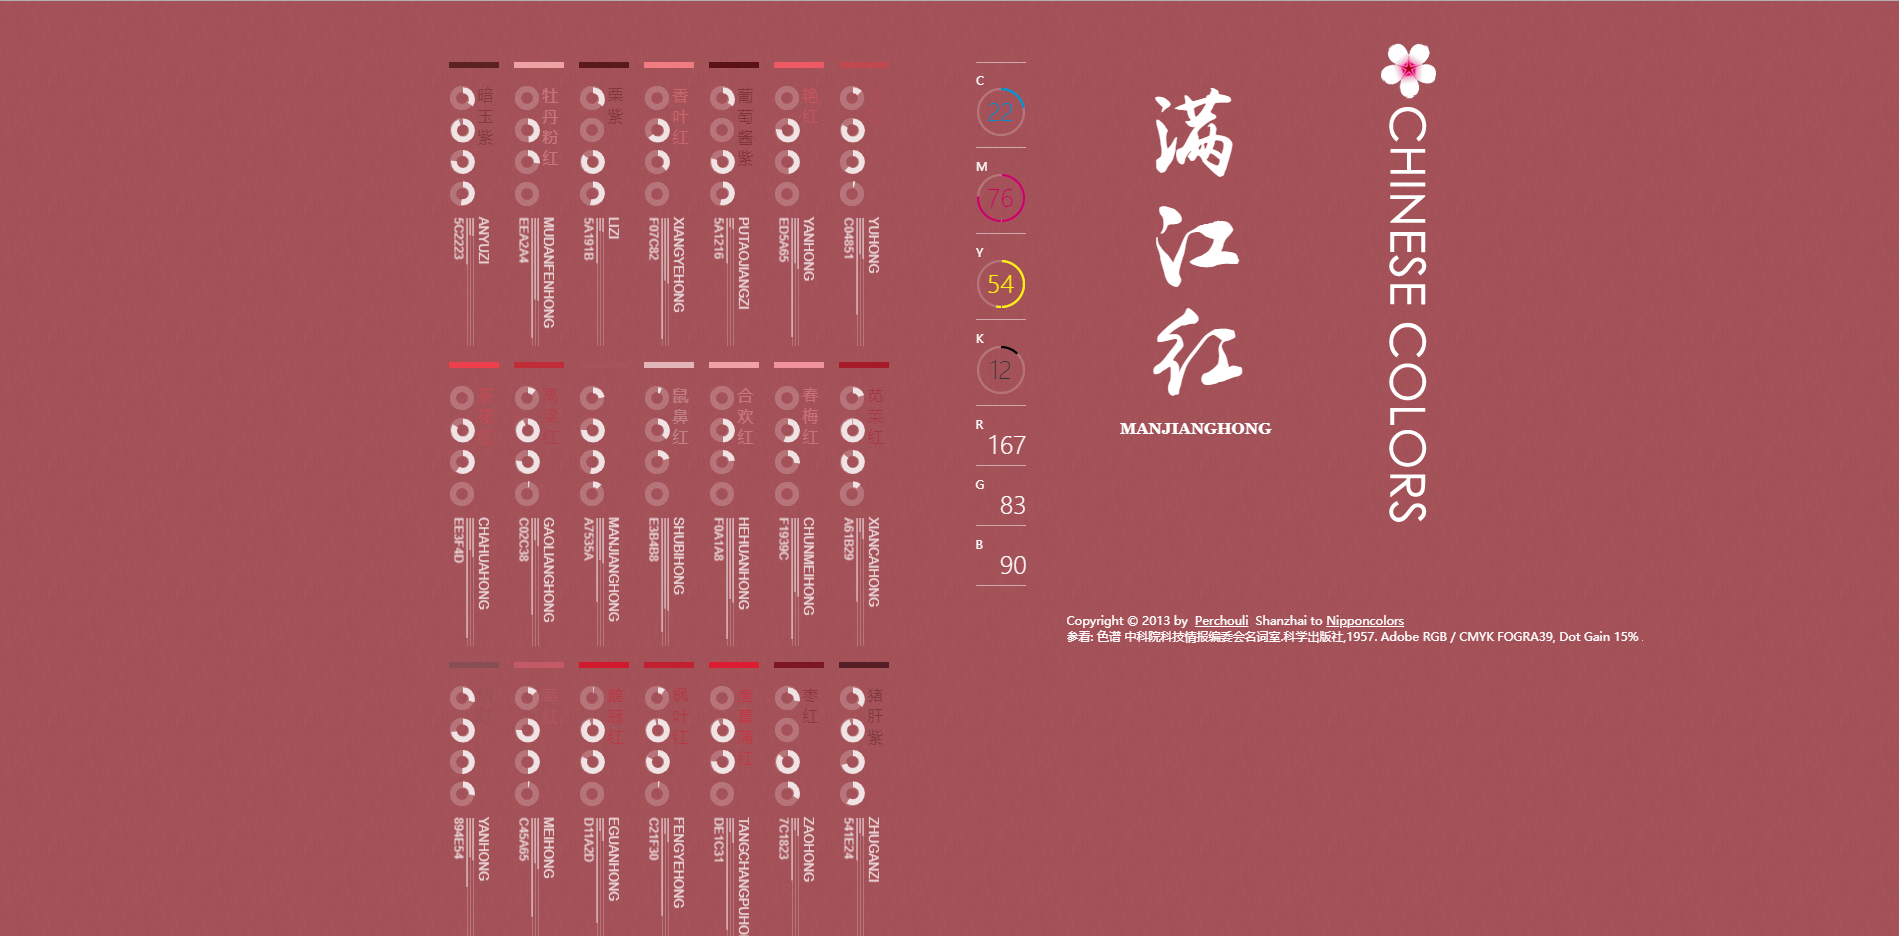 暗玉紫
ANYUZI
5C2223
牡丹粉红
MUDANFENHONG
EEA2A4
栗紫
LIZI
5A191B
香叶红
XIANGYEHONG
F07C82
葡萄酱紫
PUTAOJIANGZI
5A1216
艳红
YANHONG
ED5A65
YUHONG
C04851
CHAHUAHONG
EE3F4D
高粱红
GAOLIANGHONG
C02C38
MANJIANGHONG
A7535A
鼠鼻红
SHUBIHONG
E3B4B8
合欢红
HEHUANHONG
F0A1A8
春梅红
CHUNMEIHONG
F1939C
苋菜红
XIANCAIHONG
A61B29
YANHONG
894E54
MEIHONG
C45A65
鹅冠红
EGUANHONG
D11A2D
枫叶红
FENGYEHONG
C21F30
唐菖蒲红
TANGCHANGPUHO
DE1C31
枣红
ZAOHONG
7C1823
猪肝紫
ZHUGANZI
541E24
C
22
M
76
Y
54
K
12
R
167
G
83
B
90
满江红
MANJIANGHONG
CHINESE COLORS
Copyright © 2013 by Perchouli Shanzhai to Nipponcolors
参看: 色谱 中科院科技情报编委会名词室.科学出版社,1957. Adobe RGB / CMYK FOGRA39, Dot Gain 15% .